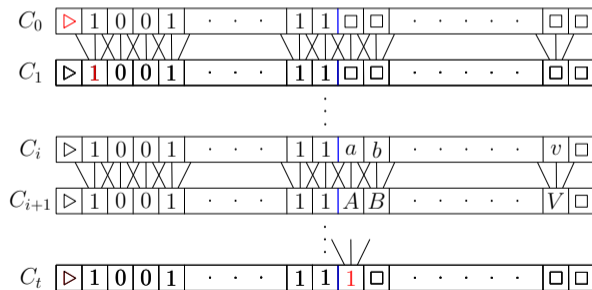 C₀ ▷ 1 0 0 1 · · · 1 1 □ □ · · · · · □ □
C₁ ▷ 1 0 0 1 · · · 1 1 □ □ · · · · · □ □
⋮
Cᵢ ▷ 1 0 0 1 · · · 1 1 a b · · · · · v □
Cᵢ₊₁ ▷ 1 0 0 1 · · · 1 1 A B · · · · · V □
⋮
Cₜ ▷ 1 0 0 1 · · · 1 1 1 □ · · · · · □ □